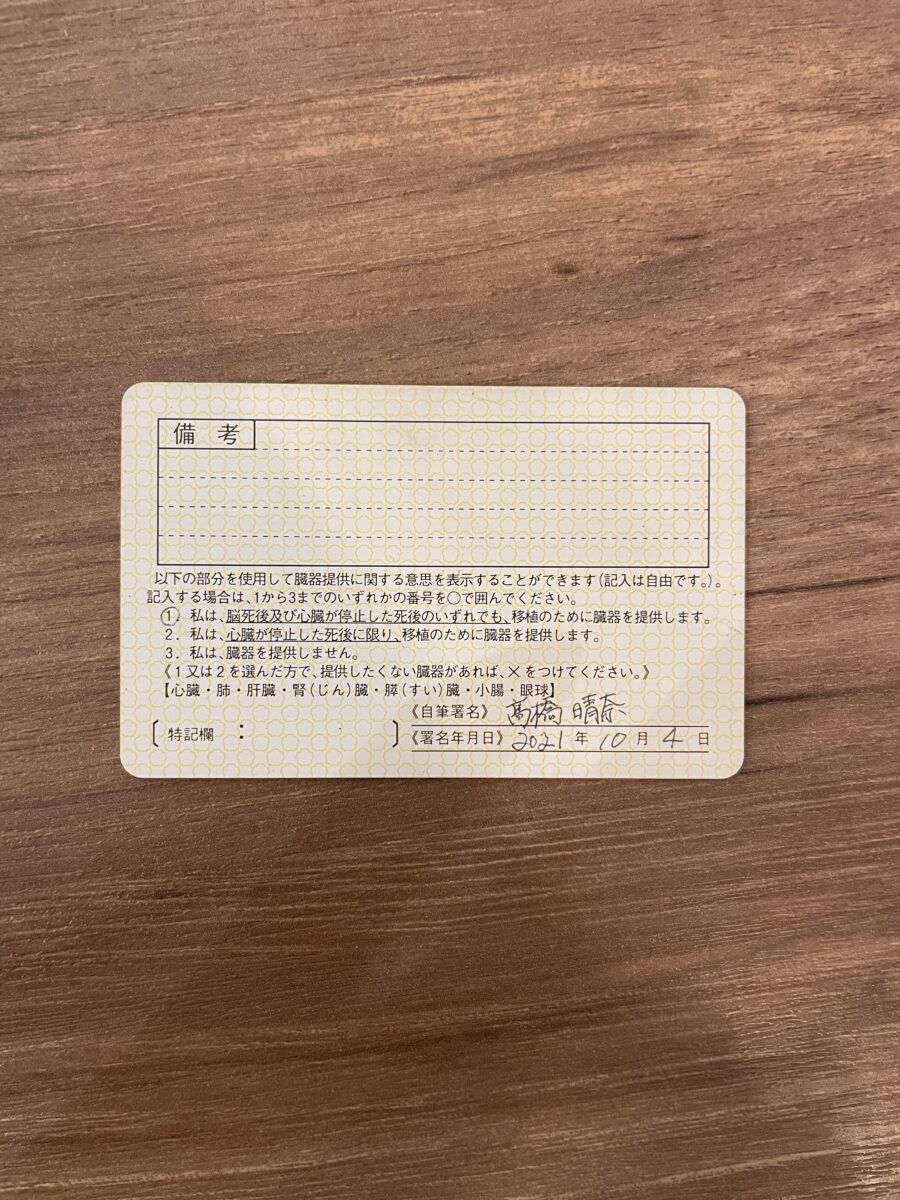 備考
以下の部分を使用して臓器提供に関する意思を表示することができます(記入は自由です。)。
記入する場合は、1から3までのいずれかの番号を○で囲んでください。
1. 私は、脳死後及び心臓が停止した死後のいずれでも、移植のために臓器を提供します。
2. 私は、心臓が停止した死後に限り、移植のために臓器を提供します。
3. 私は、臓器を提供しません。
《1又は2を選んだ方で、提供したくない臓器があれば、×をつけてください。》
【心臓・肺・肝臓・腎(じん)臓・膵(すい)臓・小腸・眼球】
《自筆署名》 髙橋 晴奈
〔特記欄 : 〕
《署名年月日》 2021 年 10 月 4 日